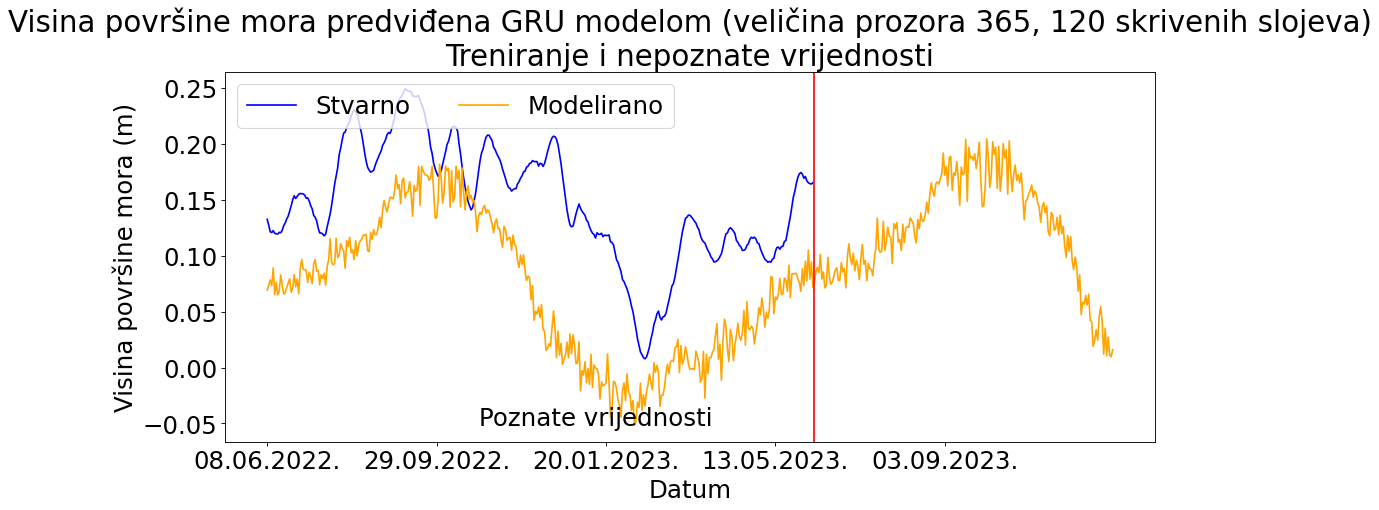 Visina površine mora predviđena GRU modelom (veličina prozora 365, 120 skrivenih slojeva)
Treniranje i nepoznate vrijednosti
Stvarno
Modelirano
Visina površine mora (m)
0.25
0.20
0.15
0.10
0.05
0.00
−0.05
Poznate vrijednosti
08.06.2022.
29.09.2022.
20.01.2023.
13.05.2023.
03.09.2023.
Datum